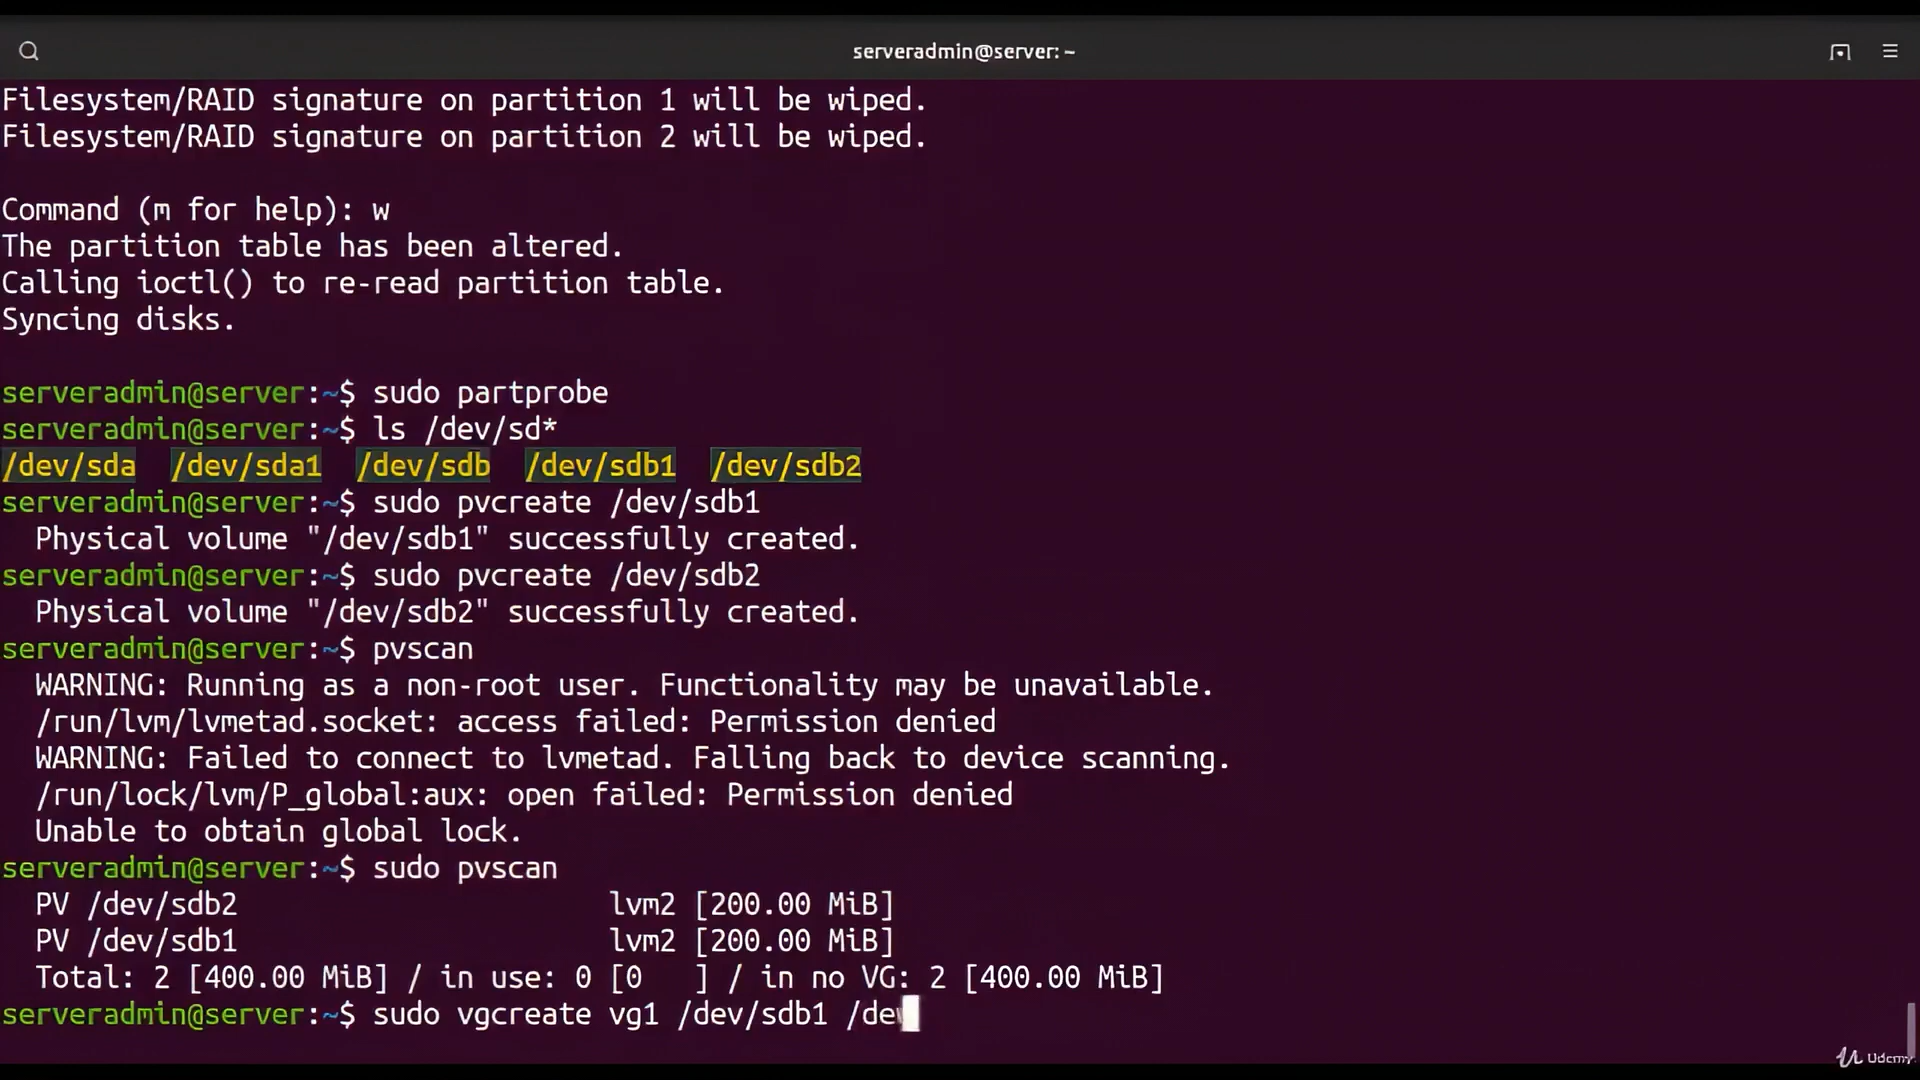 serveradmin@server: ~
Filesystem/RAID signature on partition 1 will be wiped.
Filesystem/RAID signature on partition 2 will be wiped.
Command (m for help): w
The partition table has been altered.
Calling ioctl() to re-read partition table.
Syncing disks.
serveradmin@server:~$ sudo partprobe
serveradmin@server:~$ ls /dev/sd*
/dev/sda  /dev/sda1  /dev/sdb  /dev/sdb1  /dev/sdb2
serveradmin@server:~$ sudo pvcreate /dev/sdb1
  Physical volume "/dev/sdb1" successfully created.
serveradmin@server:~$ sudo pvcreate /dev/sdb2
  Physical volume "/dev/sdb2" successfully created.
serveradmin@server:~$ pvscan
  WARNING: Running as a non-root user. Functionality may be unavailable.
  /run/lvm/lvmetad.socket: access failed: Permission denied
  WARNING: Failed to connect to lvmetad. Falling back to device scanning.
  /run/lock/lvm/P_global:aux: open failed: Permission denied
  Unable to obtain global lock.
serveradmin@server:~$ sudo pvscan
  PV /dev/sdb2                      lvm2 [200.00 MiB]
  PV /dev/sdb1                      lvm2 [200.00 MiB]
  Total: 2 [400.00 MiB] / in use: 0 [0   ] / in no VG: 2 [400.00 MiB]
serveradmin@server:~$ sudo vgcreate vg1 /dev/sdb1 /dev
Udemy